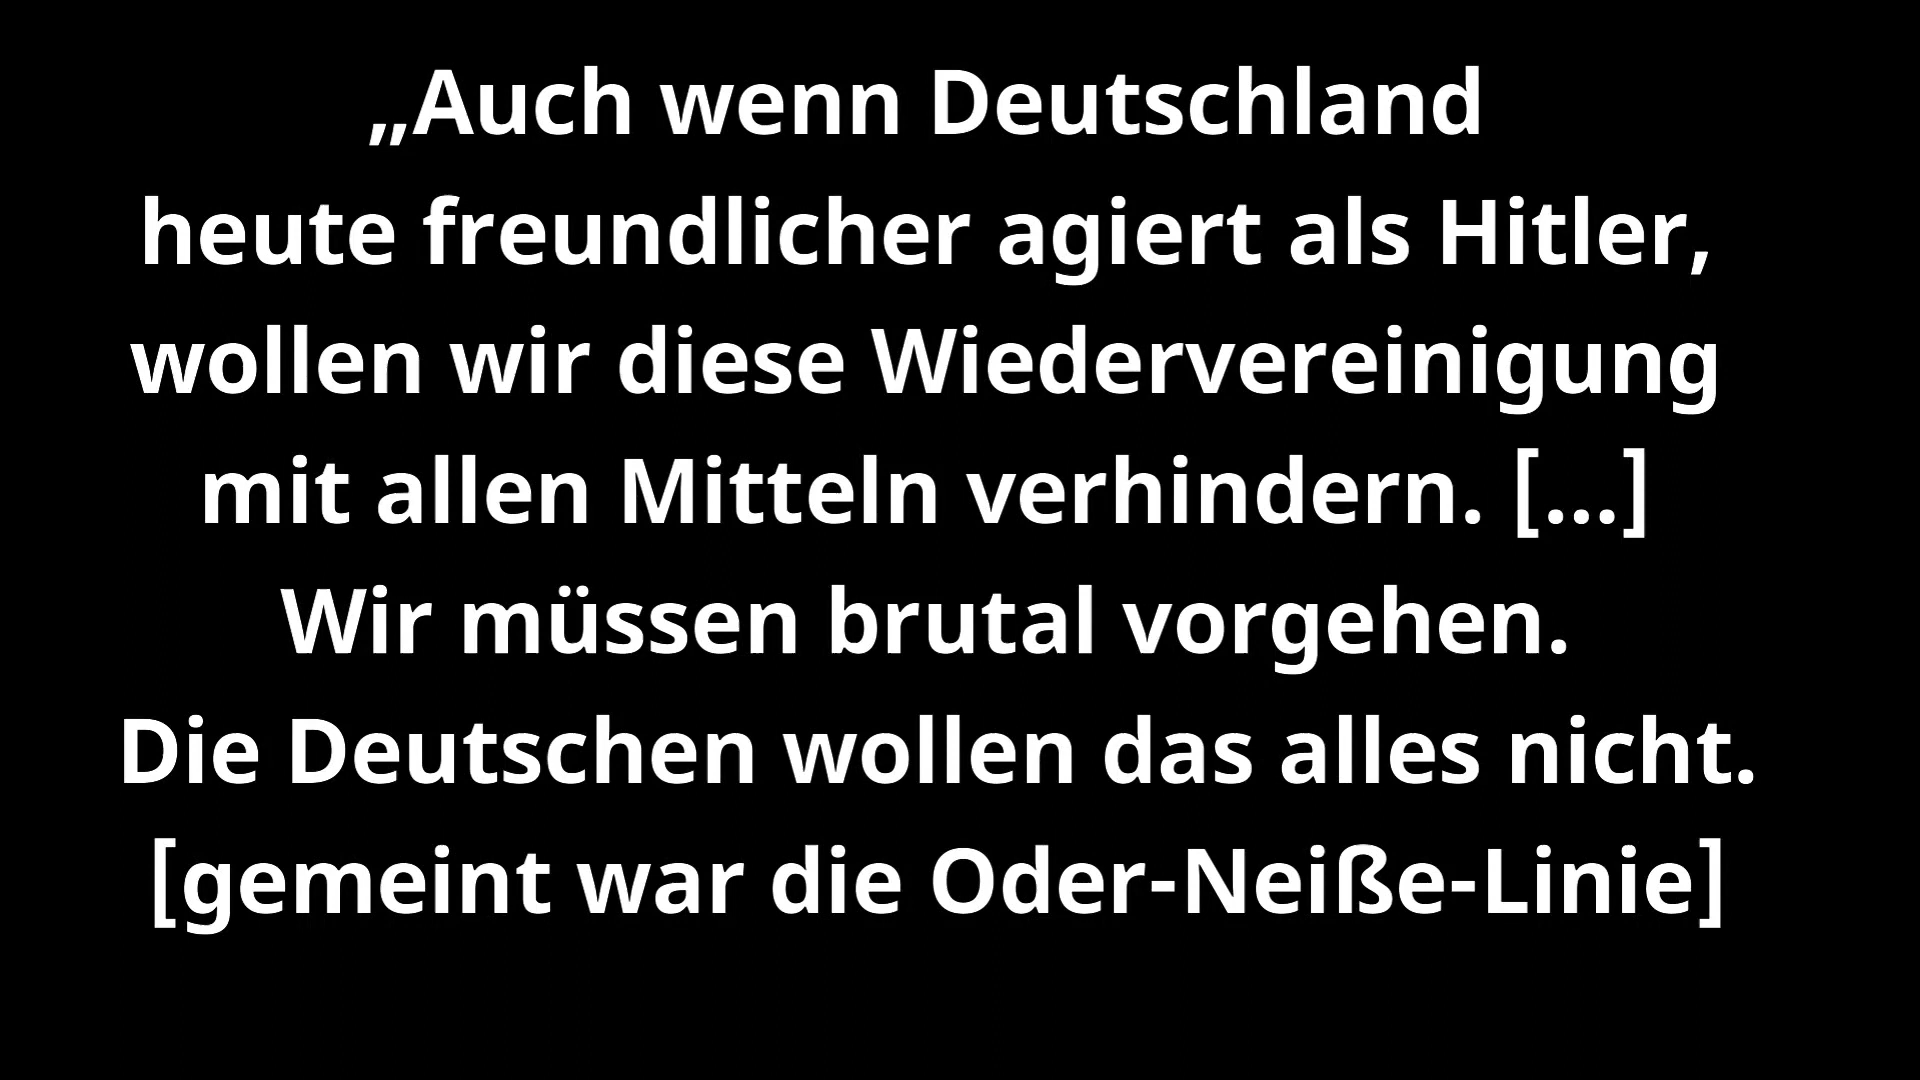 „Auch wenn Deutschland
heute freundlicher agiert als Hitler,
wollen wir diese Wiedervereinigung
mit allen Mitteln verhindern. [...]
Wir müssen brutal vorgehen.
Die Deutschen wollen das alles nicht.
[gemeint war die Oder-Neiße-Linie]